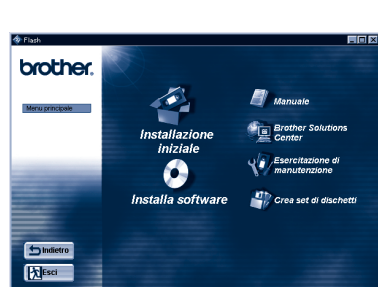 Flash
brother.
Menu principale
Installazione
iniziale
Installa software
Manuale
Brother Solutions
Center
Esercitazione di
manutenzione
Crea set di dischetti
Indietro
Esci